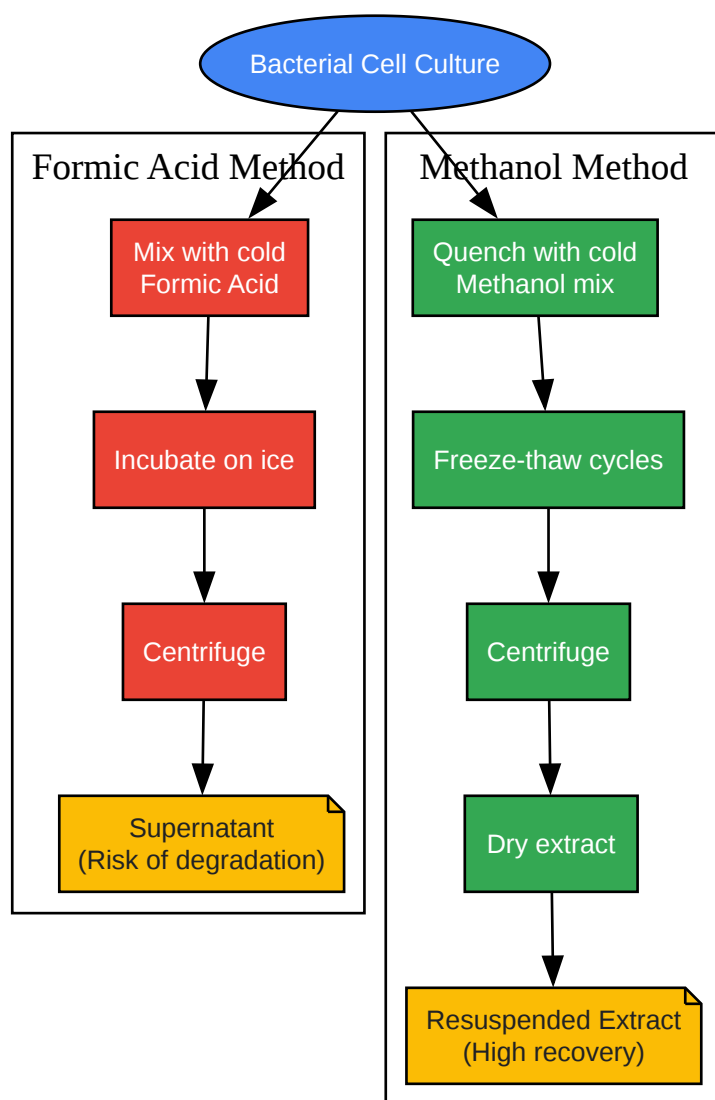 Bacterial Cell Culture
Formic Acid Method
Mix with cold
Formic Acid
Incubate on ice
Centrifuge
Supernatant
(Risk of degradation)
Methanol Method
Quench with cold
Methanol mix
Freeze-thaw cycles
Centrifuge
Dry extract
Resuspended Extract
(High recovery)